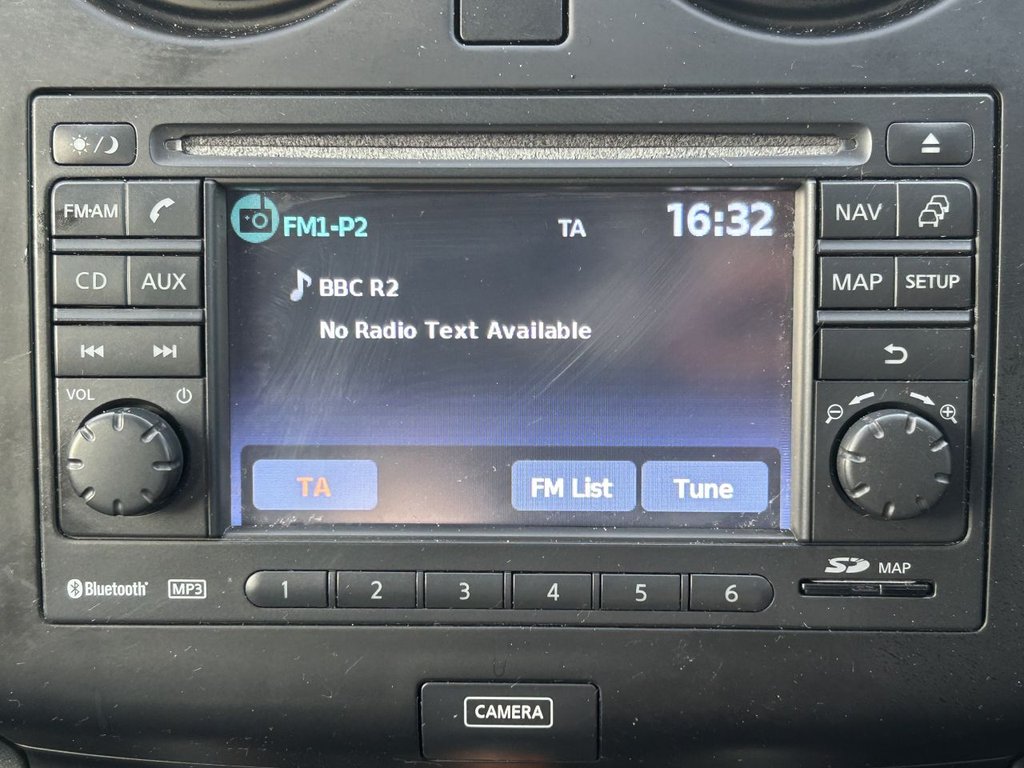 FM1-P2 TA 16:32
FM·AM
NAV
BBC R2
CD AUX
MAP SETUP
No Radio Text Available
VOL
TA FM List Tune
Bluetooth® MP3
1 2 3 4 5 6
SD MAP
CAMERA